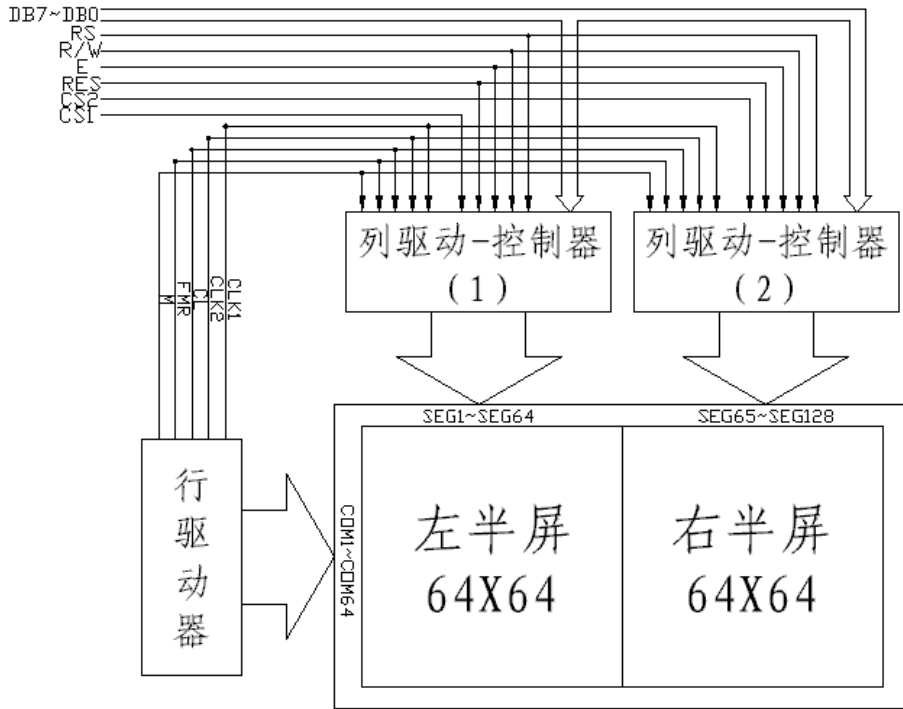 DB7~DB0
RS
R/W
E
RES
CS2
CS1
列驱动-控制器
(1)
列驱动-控制器
(2)
M
FMR
CL
CLK2
CLK1
SEG1~SEG64
SEG65~SEG128
行
驱
动
器
COM1~COM64
左半屏
64X64
右半屏
64X64